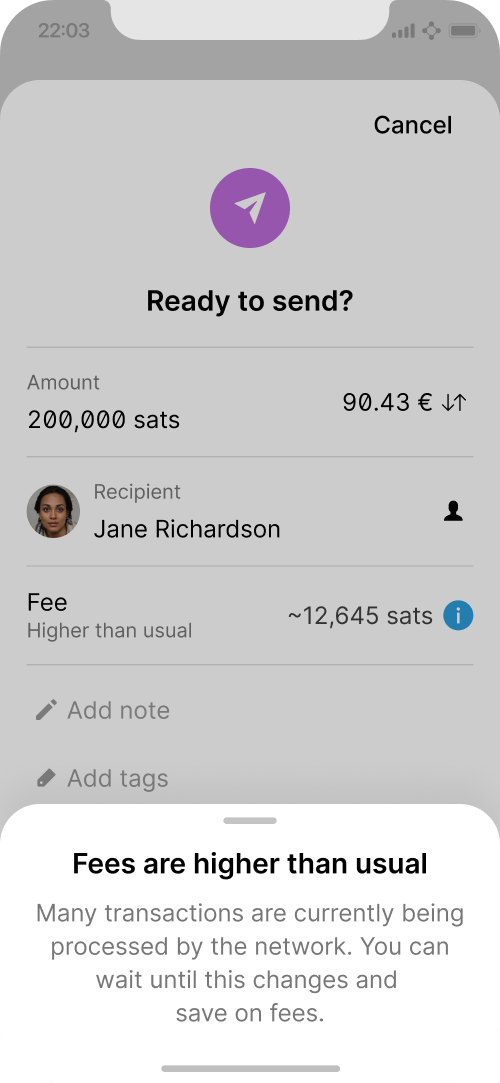 22:03
Cancel
Ready to send?
Amount
200,000 sats
90.43 €
Recipient
Jane Richardson
Fee
Higher than usual
~12,645 sats
Add note
Add tags
Fees are higher than usual
Many transactions are currently being
processed by the network. You can
wait until this changes and
save on fees.